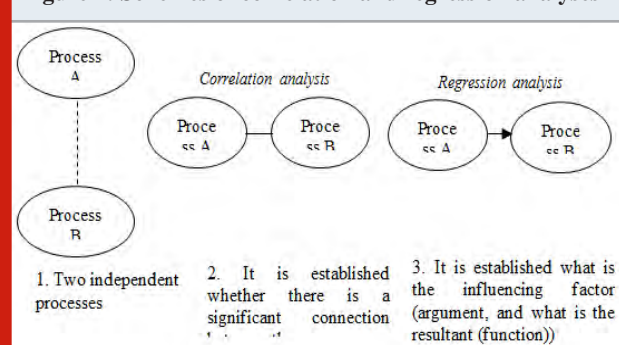 Process
A
Correlation analysis
Regression analysis
Proce
ss A
Proce
ss B
Proce
ss A
Proce
ss B
Process
B
1. Two independent
processes
2. It is established
whether there is a
significant connection
3. It is established what is
the influencing factor
(argument, and what is the
resultant (function))